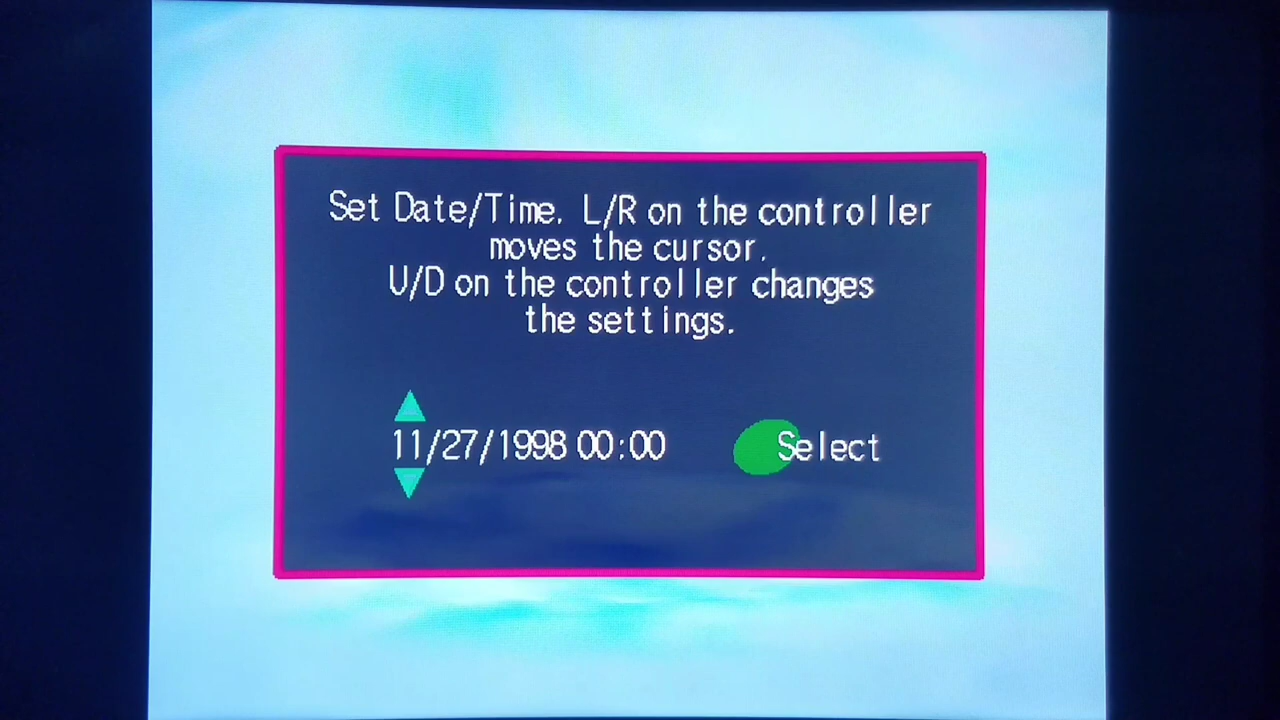 Set Date/Time. L/R on the controller
moves the cursor.
U/D on the controller changes
the settings.
11/27/1998 00:00 Select